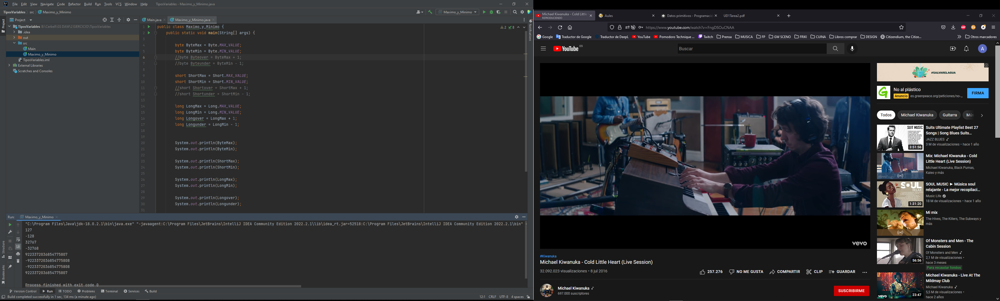 File Edit View Navigate Code Refactor Build Run Tools VCS Window Help TiposVariables - Maximo_y_Minimo.java
TiposVariables src Maximo_y_Minimo
Maximo_y_Minimo
Project
Main.java
Maximo_y_Minimo.java
TiposVariables B:\Cerbell\GS DAW\2 EJERCICIO\TiposVariables
.idea
out
src
Main
Maximo_y_Minimo
TiposVariables.iml
External Libraries
Scratches and Consoles
Project
Structure
Bookmarks
Notifications
2 8
1 public class Maximo_y_Minimo {
2 public static void main(String[] args) {
3
4 byte ByteMax = Byte.MAX_VALUE;
5 byte ByteMin = Byte.MIN_VALUE;
6 //byte Byteover = ByteMax + 1;
7 //byte Byteunder = ByteMin - 1;
8
9 short ShortMax = Short.MAX_VALUE;
10 short ShortMin = Short.MIN_VALUE;
11 //short Shortover = ShortMax + 1;
12 //short Shortunder = ShortMin - 1;
13
14 long LongMax = Long.MAX_VALUE;
15 long LongMin = Long.MIN_VALUE;
16 long Longover = LongMax + 1;
17 long Longunder = LongMin - 1;
18
19
20 System.out.println(ByteMax);
21 System.out.println(ByteMin);
22
23 System.out.println(ShortMax);
24 System.out.println(ShortMin);
25
26 System.out.println(LongMax);
27 System.out.println(LongMin);
28
29 System.out.println(Longover);
30 System.out.println(Longunder);
31
Run: Maximo_y_Minimo
"C:\Program Files\Java\jdk-18.0.2.1\bin\java.exe" "-javaagent:C:\Program Files\JetBrains\IntelliJ IDEA Community Edition 2022.2.1\lib\idea_rt.jar=52518:C:\Program Files\JetBrains\IntelliJ IDEA Community Edition 2022.2.1\bin" -
127
-128
32767
-32768
9223372036854775807
-9223372036854775808
-9223372036854775808
9223372036854775807
Process finished with exit code 0
Version Control Run TODO Problems Terminal Services Build
Build completed successfully in 1 sec, 134 ms (a minute ago)
12:1 CRLF UTF-8 4 spaces
Michael Kiwanuka - Cold Little
REPRODUCIENDO
Aules
Datos primitivos - Programació
UD1Tarea2.pdf
https://www.youtube.com/watch?v=FngDSOuCNAA
ABP
Google Traductor de Google Traductor de DeepL YouTube Pomodoro Technique ... Twitch Prensa MUSICA FP GW SCENO FRIKI CUINA Libros comprar DESIGN Citizendium, the Citize... Otros marcadores
YouTube ES
Buscar
A
vevo
#Kiwanuka
Michael Kiwanuka - Cold Little Heart (Live Session)
32.092.023 visualizaciones • 8 jul 2016
257.276 NO ME GUSTA COMPARTIR CLIP GUARDAR ...
Michael Kiwanuka
697.000 suscriptores
SUSCRIBIRME
#SALVARELAGUA
No al plástico
Anuncio es.greenpeace.org/peticiones/no-...
FIRMA
Todos Michael Kiwanuka Guitarra Mús
SUIT MUSIC
3:51:56
Suits Ultimate Playlist Best 27
Songs | Song Blues Suits...
JAZZ BLUES
3 M de visualizaciones • hace 1 año
vevo
Mix: Michael Kiwanuka - Cold
Little Heart (Live Session)
Michael Kiwanuka, Black Pumas,
Kaleo y más
SOUL
RELAX
1:31:20
SOUL MUSIC ► Música soul
relajante - La mejor recopilaci...
Music Life
18 M de visualizaciones • hace 1 año
Mi mix
The Hives, The Killers, The Subways y
más
56:56
Of Monsters and Men - The
Cabin Session
Of Monsters and Men
2,1 M de visualizaciones •
hace 3 meses
Para recaudar fondos
vevo
23:47
Michael Kiwanuka - Live At The
Mildmay Club
Michael Kiwanuka
5,5 M de visualizaciones •
hace 2 años